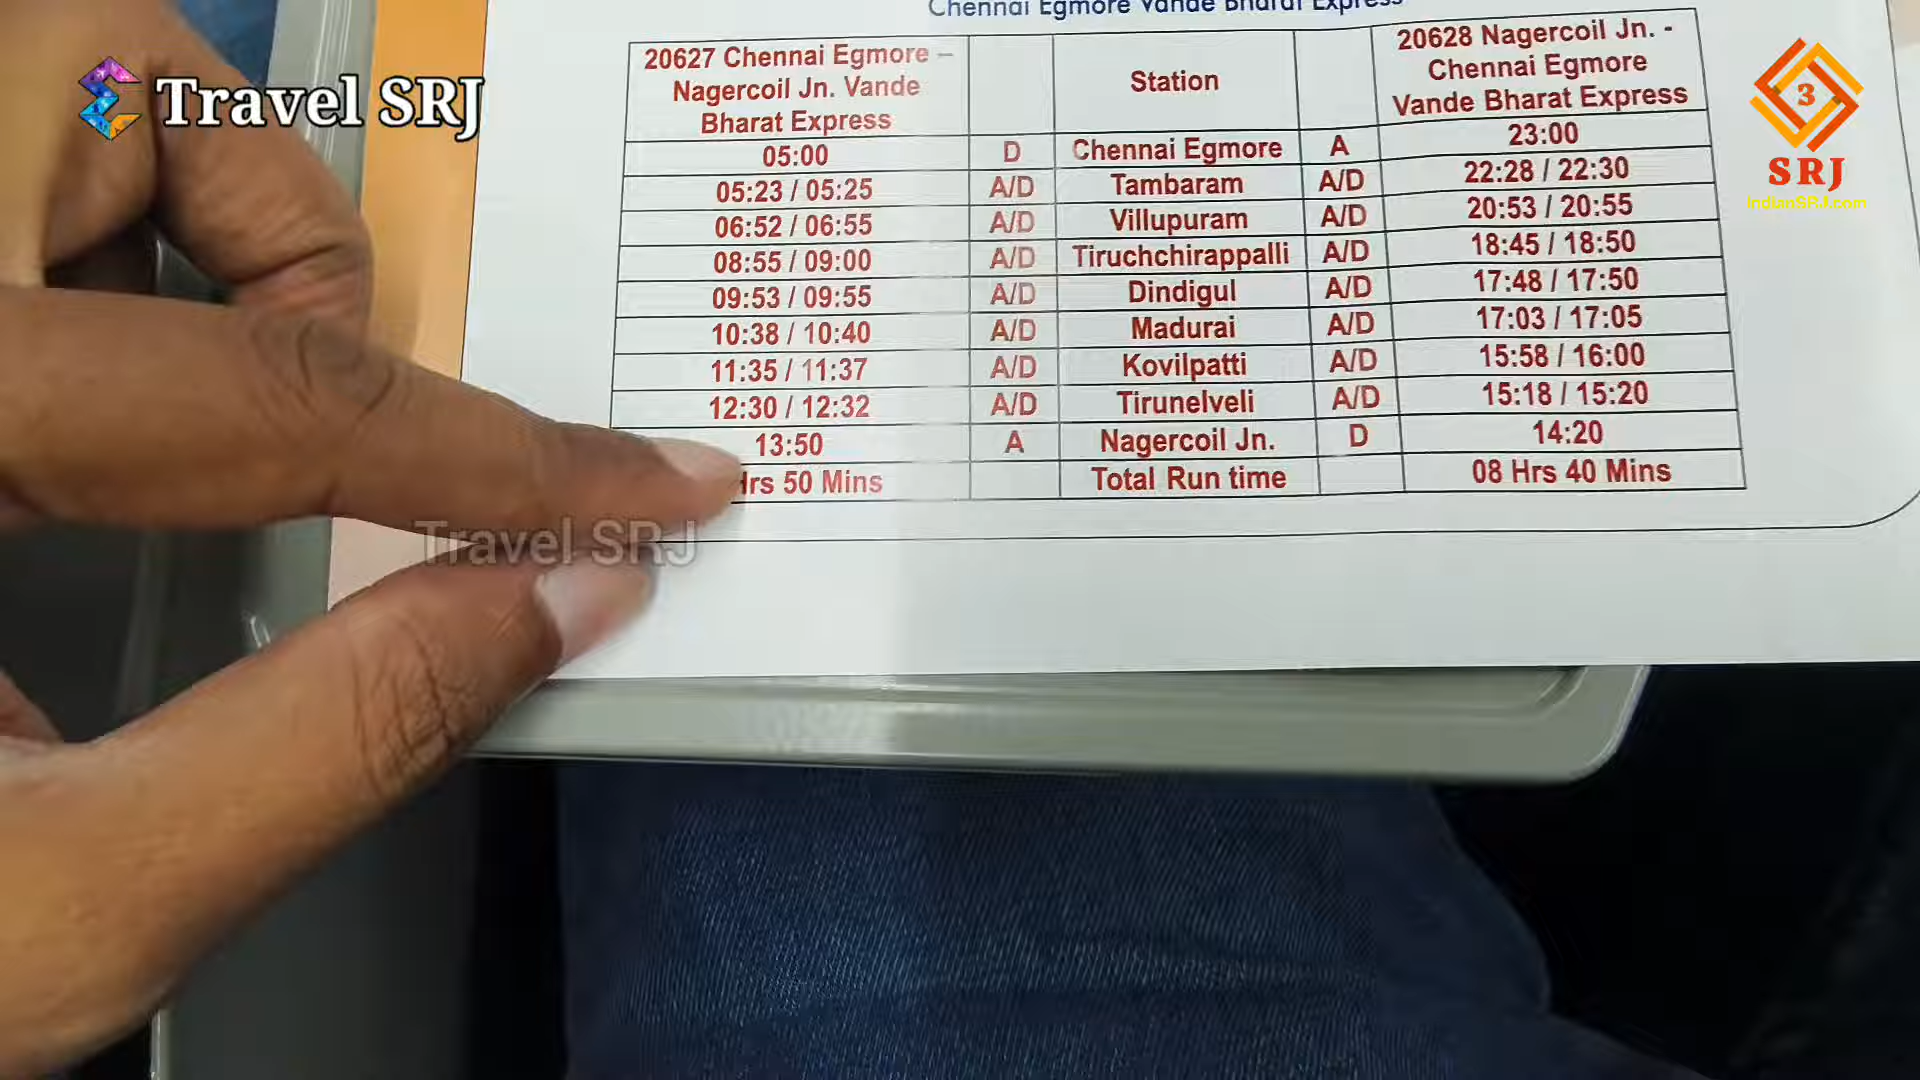 Chennai Egmore Vande Bharat Express
Travel SRJ
3
SRJ
IndianSRJ.com
20627 Chennai Egmore – Nagercoil Jn. Vande Bharat Express Station 20628 Nagercoil Jn. - Chennai Egmore Vande Bharat Express
05:00 D Chennai Egmore A 23:00
05:23 / 05:25 A/D Tambaram A/D 22:28 / 22:30
06:52 / 06:55 A/D Villupuram A/D 20:53 / 20:55
08:55 / 09:00 A/D Tiruchchirappalli A/D 18:45 / 18:50
09:53 / 09:55 A/D Dindigul A/D 17:48 / 17:50
10:38 / 10:40 A/D Madurai A/D 17:03 / 17:05
11:35 / 11:37 A/D Kovilpatti A/D 15:58 / 16:00
12:30 / 12:32 A/D Tirunelveli A/D 15:18 / 15:20
13:50 A Nagercoil Jn. D 14:20
Hrs 50 Mins Total Run time 08 Hrs 40 Mins
Travel SRJ